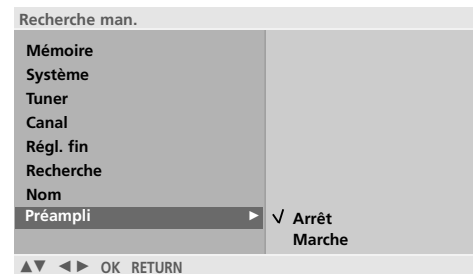 Recherche man.
Mémoire
Système
Tuner
Canal
Régl. fin
Recherche
Nom
Préampli ► √ Arrêt
Marche
▲▼ ◄► OK RETURN